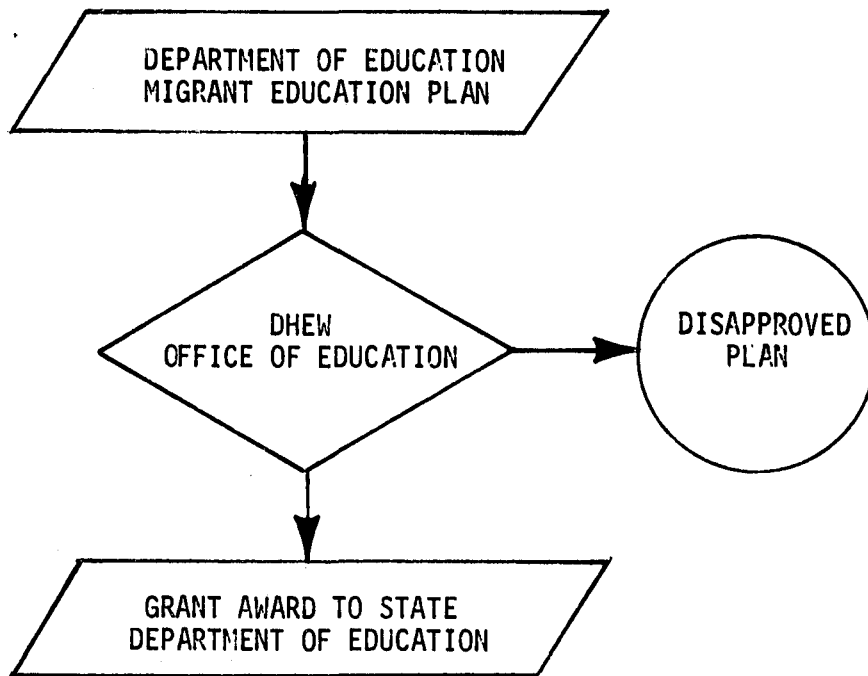 DEPARTMENT OF EDUCATION
MIGRANT EDUCATION PLAN
DHEW
OFFICE OF EDUCATION
DISAPPROVED
PLAN
GRANT AWARD TO STATE
DEPARTMENT OF EDUCATION